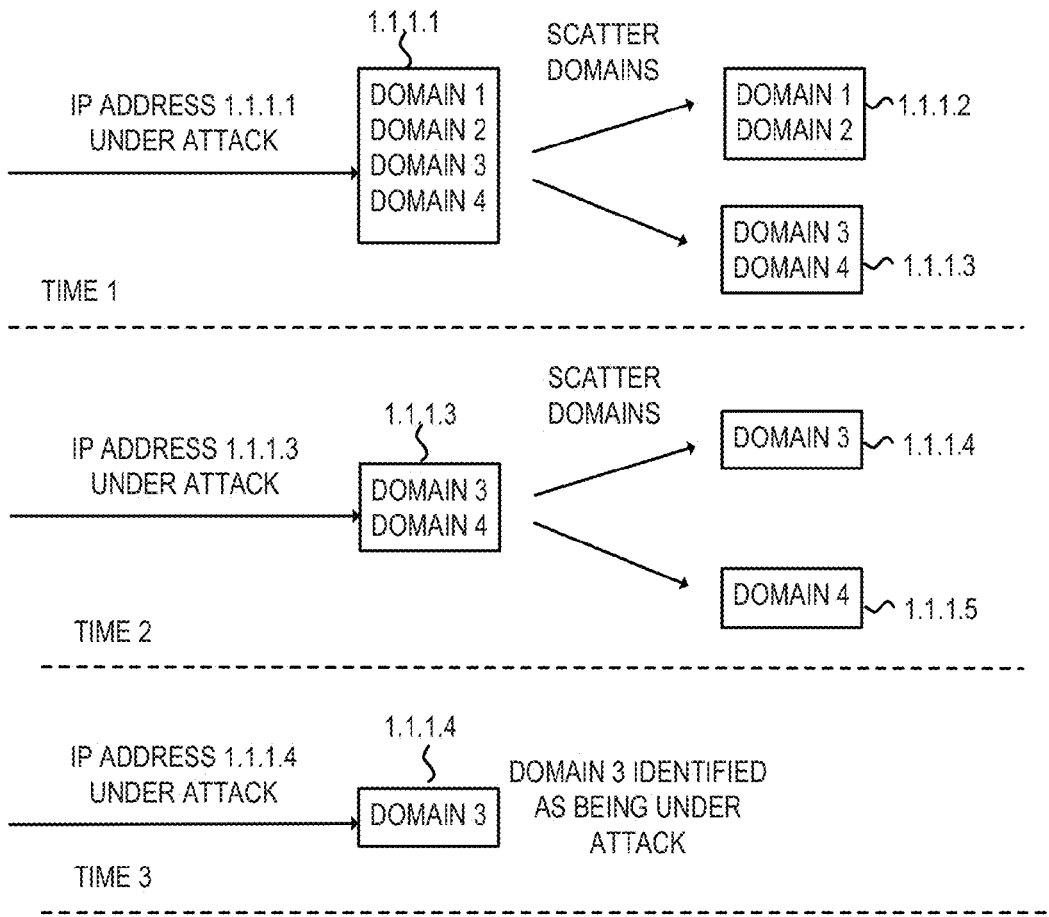 1.1.1.1
SCATTER
DOMAINS
IP ADDRESS 1.1.1.1
UNDER ATTACK
DOMAIN 1
DOMAIN 2
DOMAIN 3
DOMAIN 4
DOMAIN 1
DOMAIN 2
1.1.1.2
DOMAIN 3
DOMAIN 4
1.1.1.3
TIME 1
SCATTER
DOMAINS
1.1.1.3
IP ADDRESS 1.1.1.3
UNDER ATTACK
DOMAIN 3
DOMAIN 4
DOMAIN 3
1.1.1.4
DOMAIN 4
1.1.1.5
TIME 2
1.1.1.4
IP ADDRESS 1.1.1.4
UNDER ATTACK
DOMAIN 3
DOMAIN 3 IDENTIFIED
AS BEING UNDER
ATTACK
TIME 3